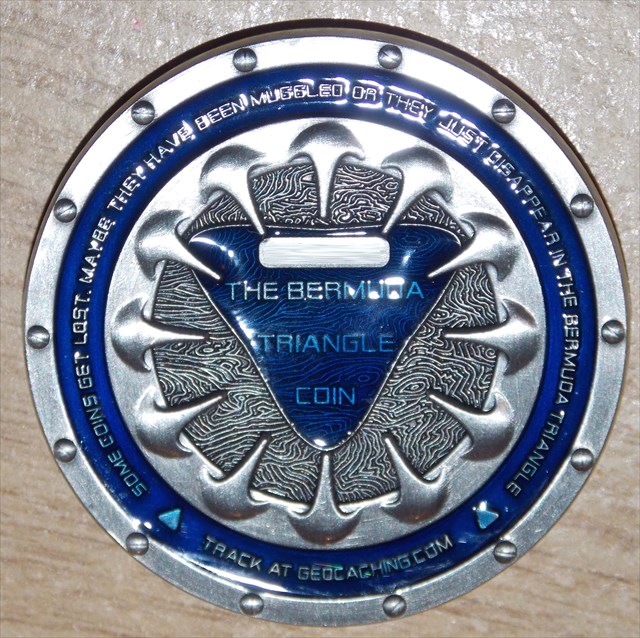 SOME COINS GET LOST. MAYBE THEY HAVE BEEN MUGGLED OR THEY JUST DISAPPEAR IN THE BERMUDA TRIANGLE
THE BERMUDA
TRIANGLE
COIN
TRACK AT GEOCACHING.COM